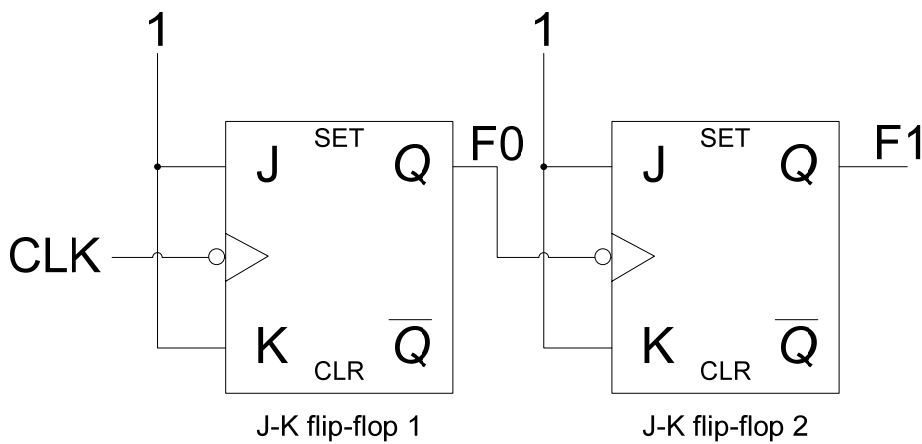 1 1
SET SET
J Q F0 J Q F1
CLK
K Q̅ K Q̅
CLR CLR
J-K flip-flop 1 J-K flip-flop 2